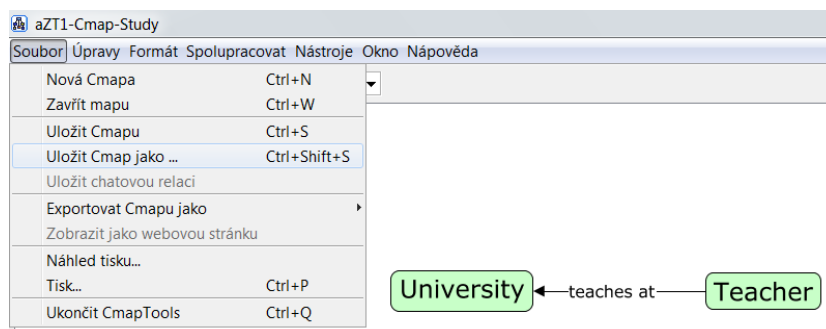 aZT1-Cmap-Study
Soubor Úpravy Formát Spolupracovat Nástroje Okno Nápověda
Nová Cmapa Ctrl+N
Zavřít mapu Ctrl+W
Uložit Cmapu Ctrl+S
Uložit Cmap jako ... Ctrl+Shift+S
Uložit chatovou relaci
Exportovat Cmapu jako
Zobrazit jako webovou stránku
Náhled tisku...
Tisk... Ctrl+P
Ukončit CmapTools Ctrl+Q
University teaches at Teacher